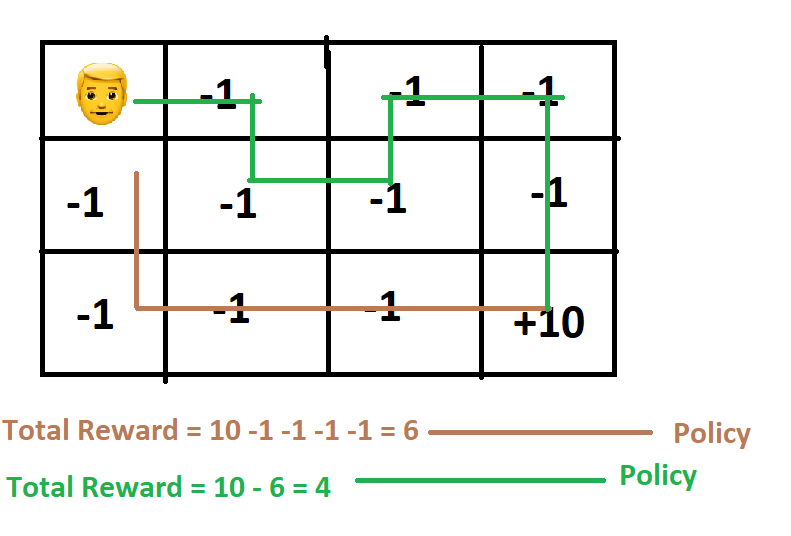 -1 -1 -1
-1 -1 -1 -1
-1 -1 -1 +10
Total Reward = 10 -1 -1 -1 -1 = 6 Policy
Total Reward = 10 - 6 = 4 Policy